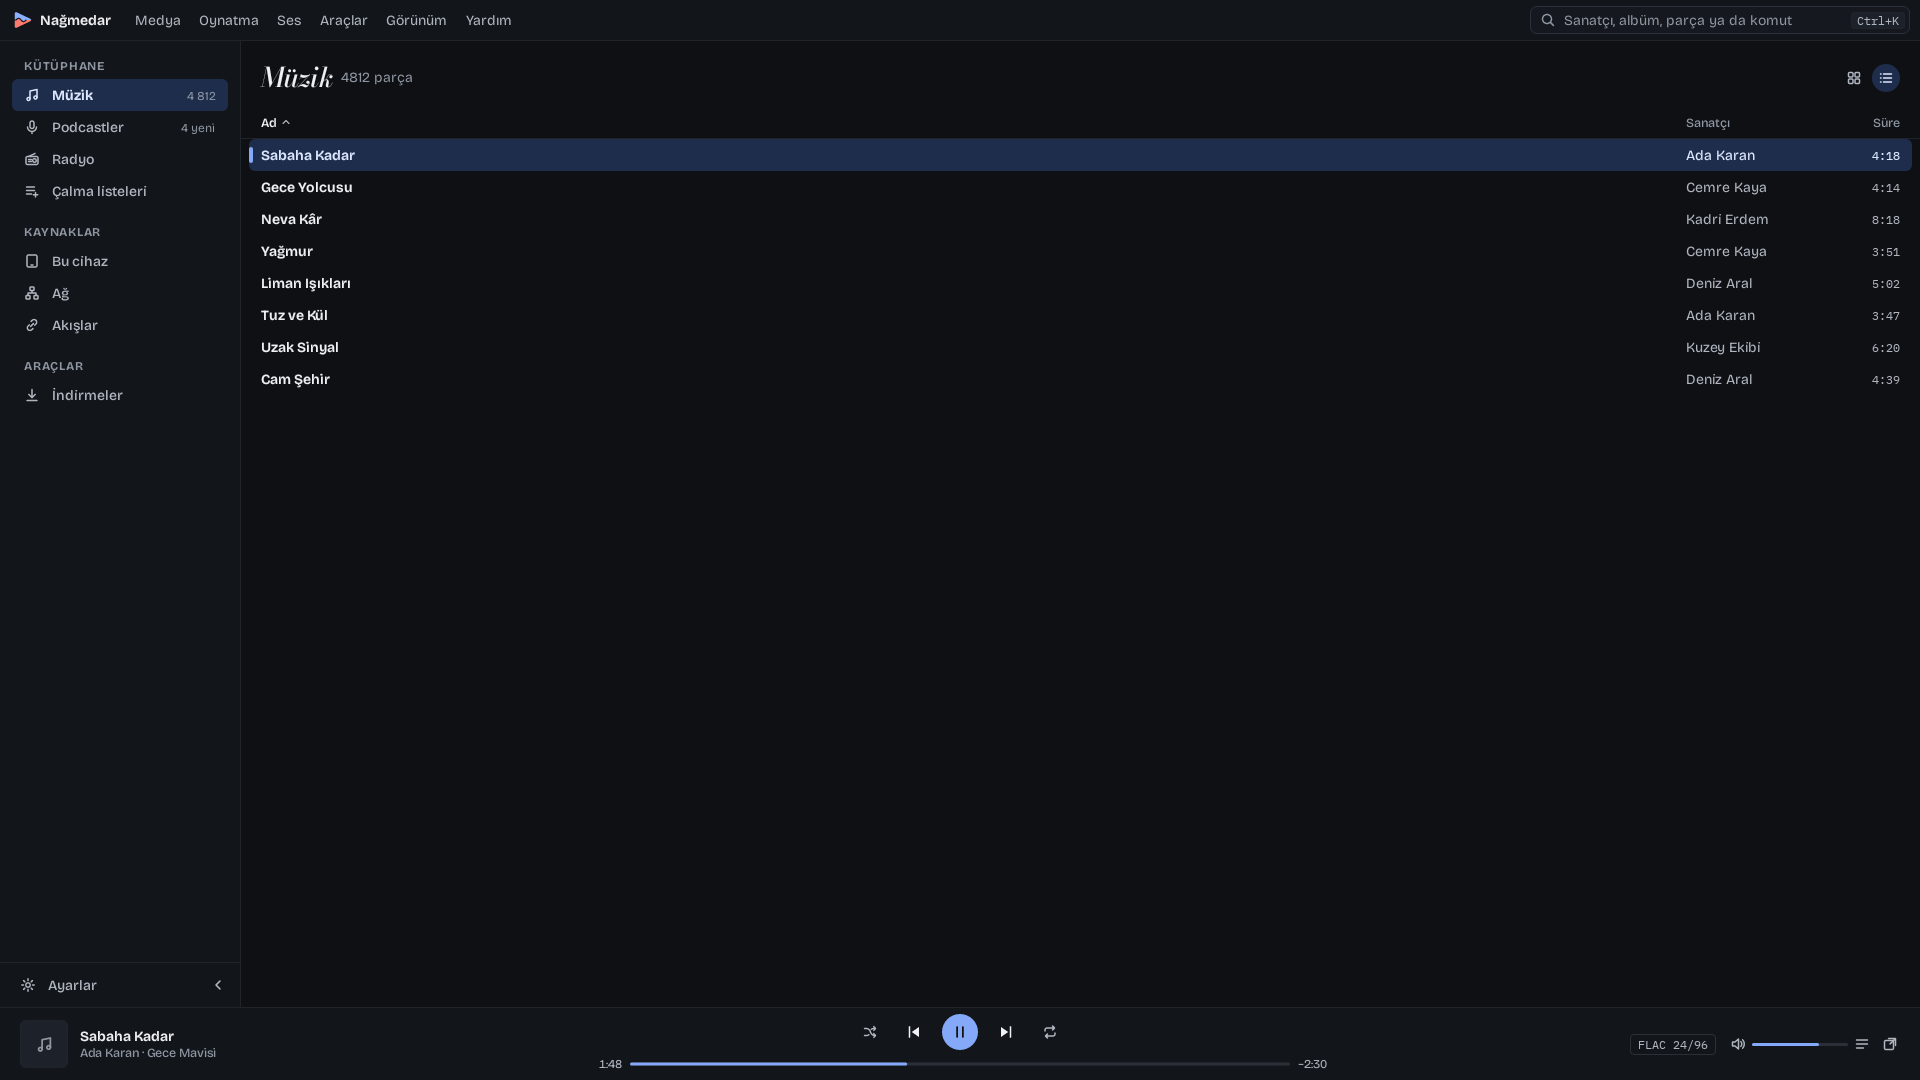 Nağmedar Medya Oynatma Ses Araçlar Görünüm Yardım Sanatçı, albüm, parça ya da komut Ctrl+K
KÜTÜPHANE
Müzik 4 812
Podcastler 4 yeni
Radyo
Çalma listeleri
KAYNAKLAR
Bu cihaz
Ağ
Akışlar
ARAÇLAR
İndirmeler
Ayarlar
Müzik 4812 parça
Ad Sanatçı Süre
Sabaha Kadar Ada Karan 4:18
Gece Yolcusu Cemre Kaya 4:14
Neva Kâr Kadri Erdem 8:18
Yağmur Cemre Kaya 3:51
Liman Işıkları Deniz Aral 5:02
Tuz ve Kül Ada Karan 3:47
Uzak Sinyal Kuzey Ekibi 6:20
Cam Şehir Deniz Aral 4:39
Sabaha Kadar
Ada Karan · Gece Mavisi
1:48 −2:30
FLAC 24/96